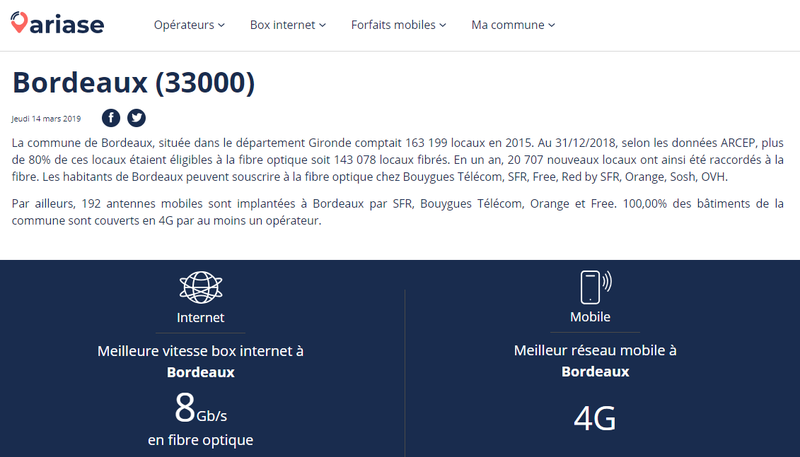 ariase
Opérateurs
Box internet
Forfaits mobiles
Ma commune
Bordeaux (33000)
Jeudi 14 mars 2019
La commune de Bordeaux, située dans le département Gironde comptait 163 199 locaux en 2015. Au 31/12/2018, selon les données ARCEP, plus
de 80% de ces locaux étaient éligibles à la fibre optique soit 143 078 locaux fibrés. En un an, 20 707 nouveaux locaux ont ainsi été raccordés à la
fibre. Les habitants de Bordeaux peuvent souscrire à la fibre optique chez Bouygues Télécom, SFR, Free, Red by SFR, Orange, Sosh, OVH.
Par ailleurs, 192 antennes mobiles sont implantées à Bordeaux par SFR, Bouygues Télécom, Orange et Free. 100,00% des bâtiments de la
commune sont couverts en 4G par au moins un opérateur.
Internet
Meilleure vitesse box internet à
Bordeaux
8Gb/s
en fibre optique
Mobile
Meilleur réseau mobile à
Bordeaux
4G